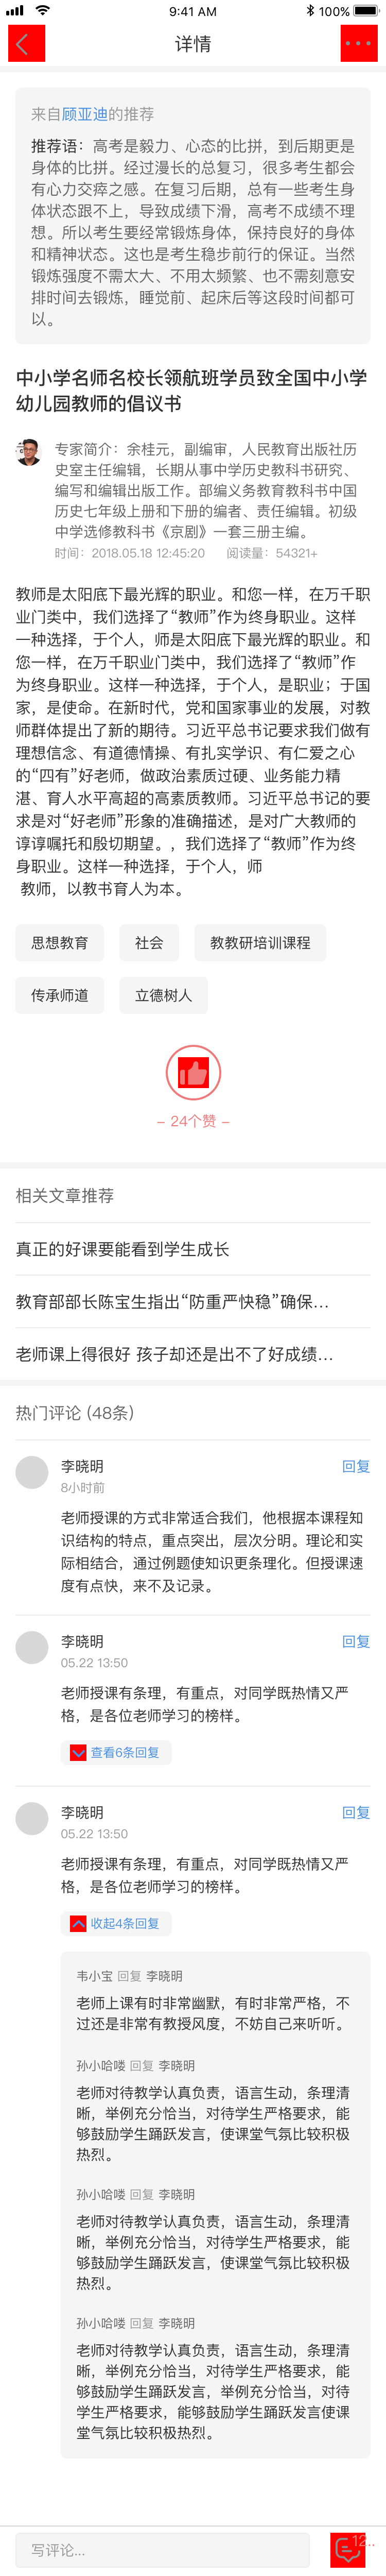 9:41 AM
100%
详情
来自顾亚迪的推荐
推荐语：高考是毅力、心态的比拼，到后期更是
身体的比拼。经过漫长的总复习，很多考生都会
有心力交瘁之感。在复习后期，总有一些考生身
体状态跟不上，导致成绩下滑，高考不成绩不理
想。所以考生要经常锻炼身体，保持良好的身体
和精神状态。这也是考生稳步前行的保证。当然
锻炼强度不需太大、不用太频繁、也不需刻意安
排时间去锻炼，睡觉前、起床后等这段时间都可
以。
中小学名师名校长领航班学员致全国中小学
幼儿园教师的倡议书
专家简介：余桂元，副编审，人民教育出版社历
史室主任编辑，长期从事中学历史教科书研究、
编写和编辑出版工作。部编义务教育教科书中国
历史七年级上册和下册的编者、责任编辑。初级
中学选修教科书《京剧》一套三册主编。
时间：2018.05.18 12:45:20 阅读量：54321+
教师是太阳底下最光辉的职业。和您一样，在万千职
业门类中，我们选择了“教师”作为终身职业。这样
一种选择，于个人，师是太阳底下最光辉的职业。和
您一样，在万千职业门类中，我们选择了“教师”作
为终身职业。这样一种选择，于个人，是职业；于国
家，是使命。在新时代，党和国家事业的发展，对教
师群体提出了新的期待。习近平总书记要求我们做有
理想信念、有道德情操、有扎实学识、有仁爱之心
的“四有”好老师，做政治素质过硬、业务能力精
湛、育人水平高超的高素质教师。习近平总书记的要
求是对“好老师”形象的准确描述，是对广大教师的
谆谆嘱托和殷切期望。，我们选择了“教师”作为终
身职业。这样一种选择，于个人，师
教师，以教书育人为本。
思想教育 社会 教教研培训课程
传承师道 立德树人
– 24个赞 –
相关文章推荐
真正的好课要能看到学生成长
教育部部长陈宝生指出“防重严快稳”确保...
老师课上得很好 孩子却还是出不了好成绩...
热门评论 (48条)
李晓明 回复
8小时前
老师授课的方式非常适合我们，他根据本课程知
识结构的特点，重点突出，层次分明。理论和实
际相结合，通过例题使知识更条理化。但授课速
度有点快，来不及记录。
李晓明 回复
05.22 13:50
老师授课有条理，有重点，对同学既热情又严
格，是各位老师学习的榜样。
查看6条回复
李晓明 回复
05.22 13:50
老师授课有条理，有重点，对同学既热情又严
格，是各位老师学习的榜样。
收起4条回复
韦小宝 回复 李晓明
老师上课有时非常幽默，有时非常严格，不
过还是非常有教授风度，不妨自己来听听。
孙小哈喽 回复 李晓明
老师对待教学认真负责，语言生动，条理清
晰，举例充分恰当，对待学生严格要求，能
够鼓励学生踊跃发言，使课堂气氛比较积极
热烈。
孙小哈喽 回复 李晓明
老师对待教学认真负责，语言生动，条理清
晰，举例充分恰当，对待学生严格要求，能
够鼓励学生踊跃发言，使课堂气氛比较积极
热烈。
孙小哈喽 回复 李晓明
老师对待教学认真负责，语言生动，条理清
晰，举例充分恰当，对待学生严格要求，能
够鼓励学生踊跃发言，举例充分恰当，对待
学生严格要求，能够鼓励学生踊跃发言使课
堂气氛比较积极热烈。
写评论... 12..